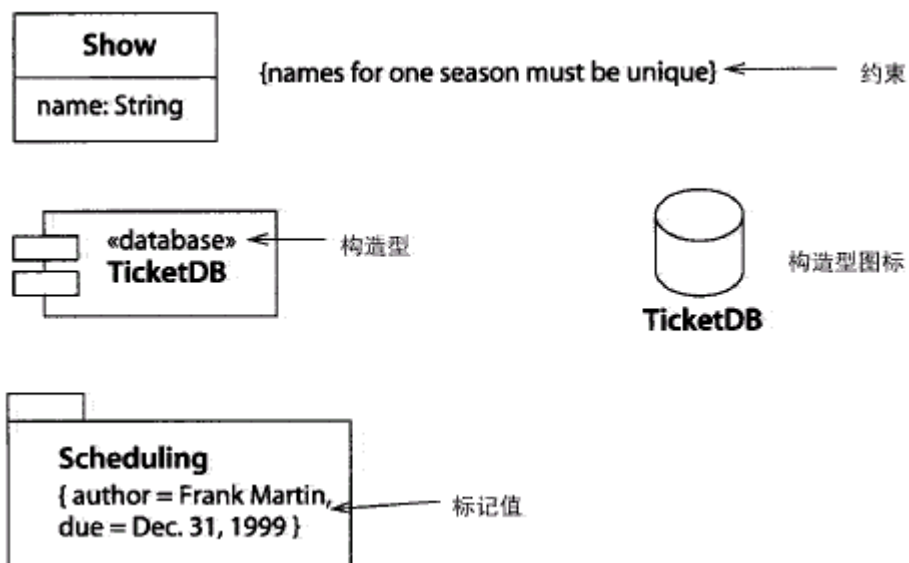 Show
name: String
{names for one season must be unique}
约束
«database»
TicketDB
构造型
构造型图标
TicketDB
Scheduling
{ author = Frank Martin,
due = Dec. 31, 1999 }
标记值